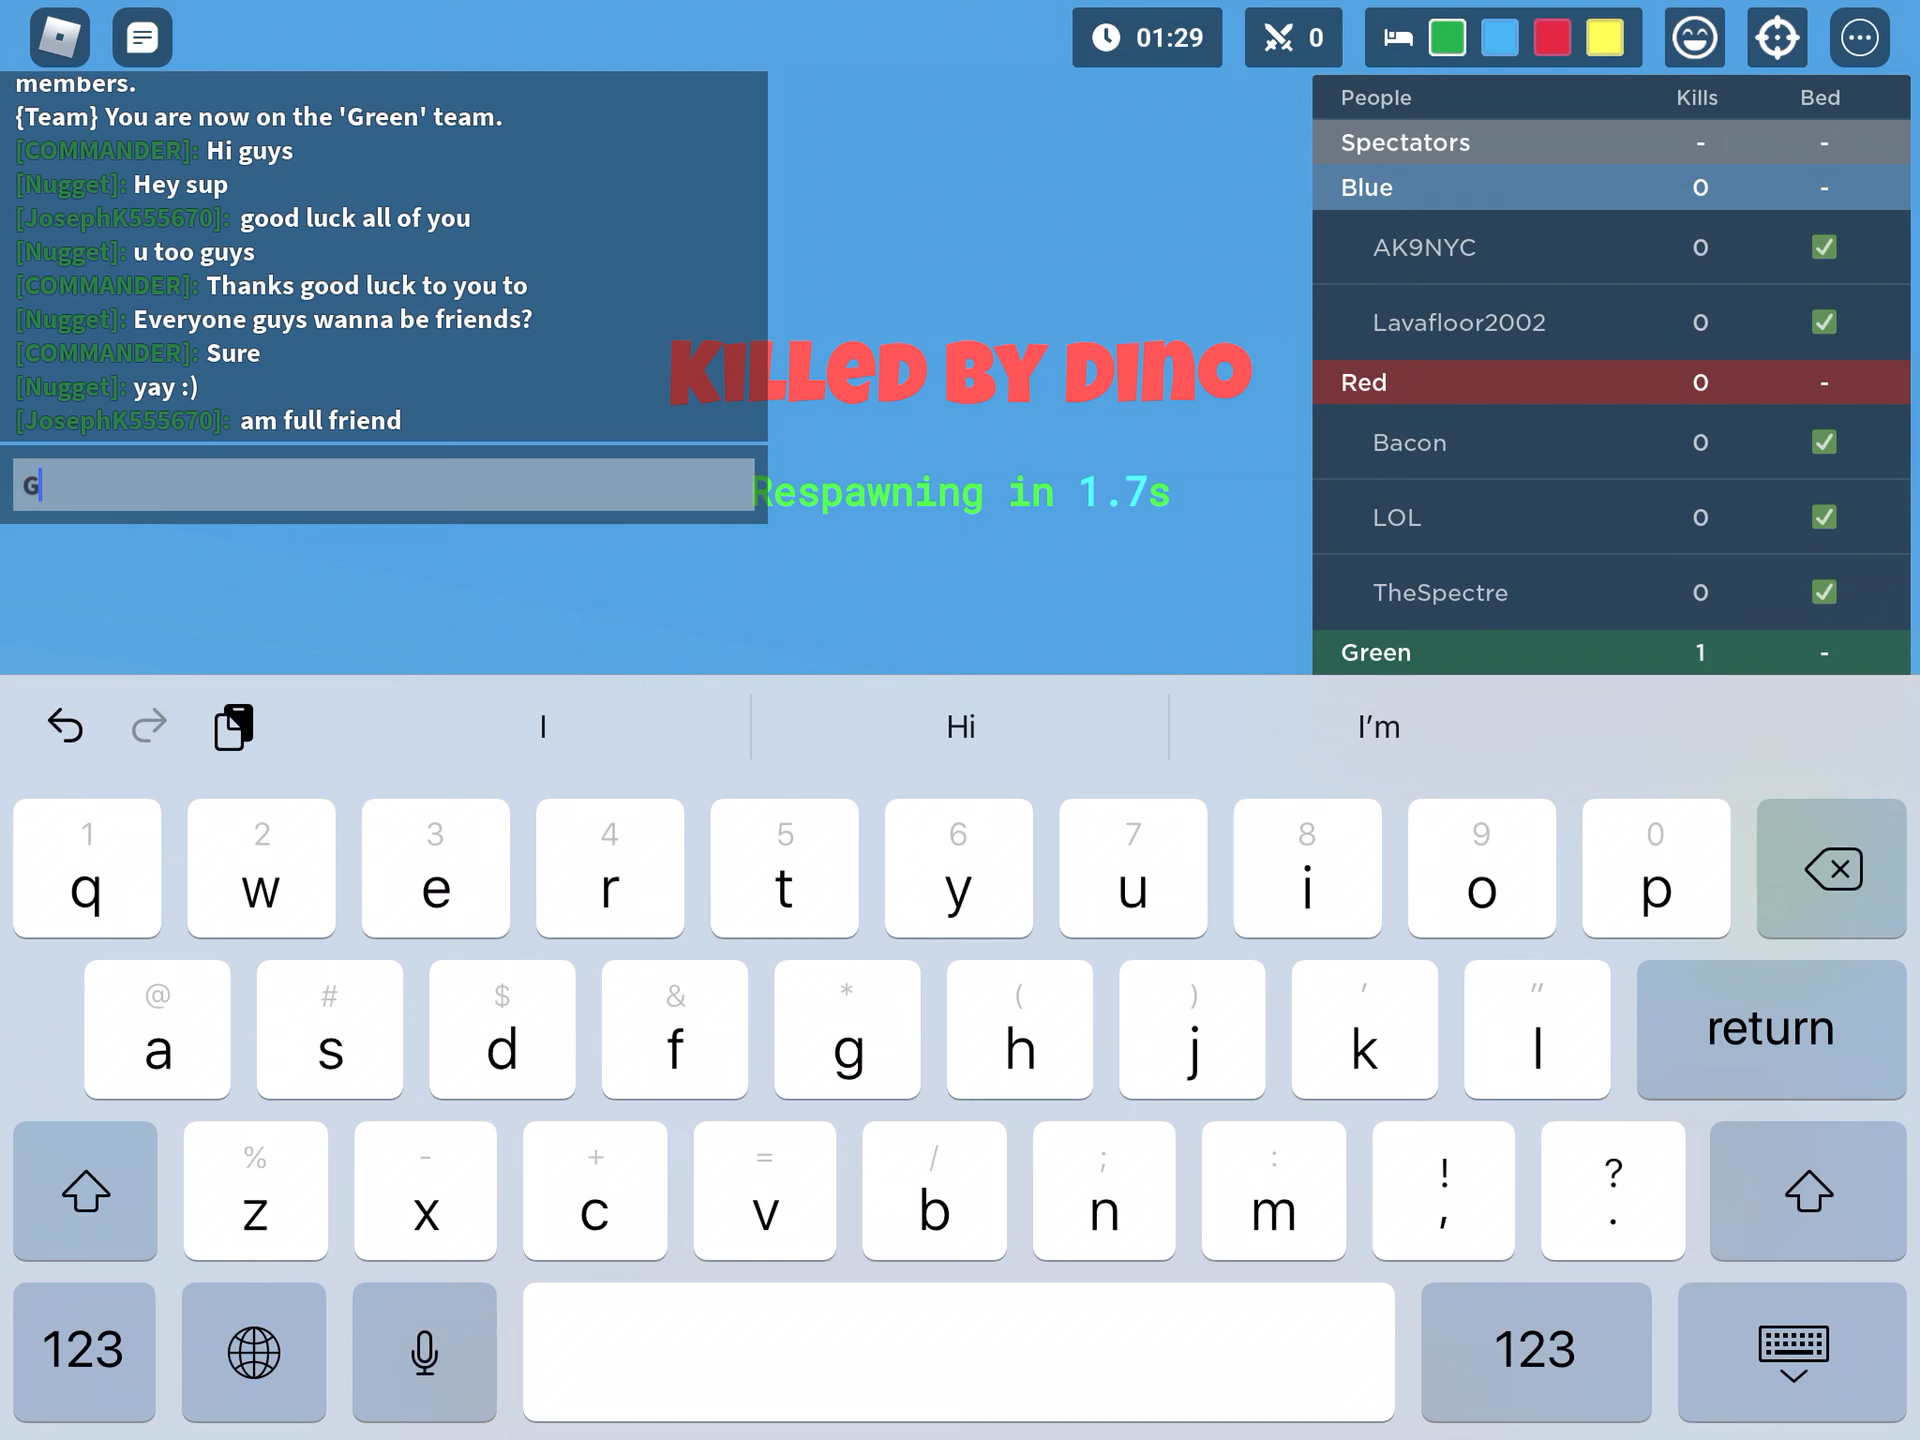 01:29
0
members.
{Team} You are now on the 'Green' team.
[COMMANDER]: Hi guys
[Nugget]: Hey sup
[JosephK555670]: good luck all of you
[Nugget]: u too guys
[COMMANDER]: Thanks good luck to you to
[Nugget]: Everyone guys wanna be friends?
[COMMANDER]: Sure
[Nugget]: yay :)
[JosephK555670]: am full friend
G
KILLED BY DINO
Respawning in 1.7s
People Kills Bed
Spectators - -
Blue 0 -
AK9NYC 0
Lavafloor2002 0
Red 0 -
Bacon 0
LOL 0
TheSpectre 0
Green 1 -
I Hi I’m
1 2 3 4 5 6 7 8 9 0
q w e r t y u i o p
@ # $ & * ( ) ' "
a s d f g h j k l return
% - + = / ; : ! ?
z x c v b n m , .
123 123